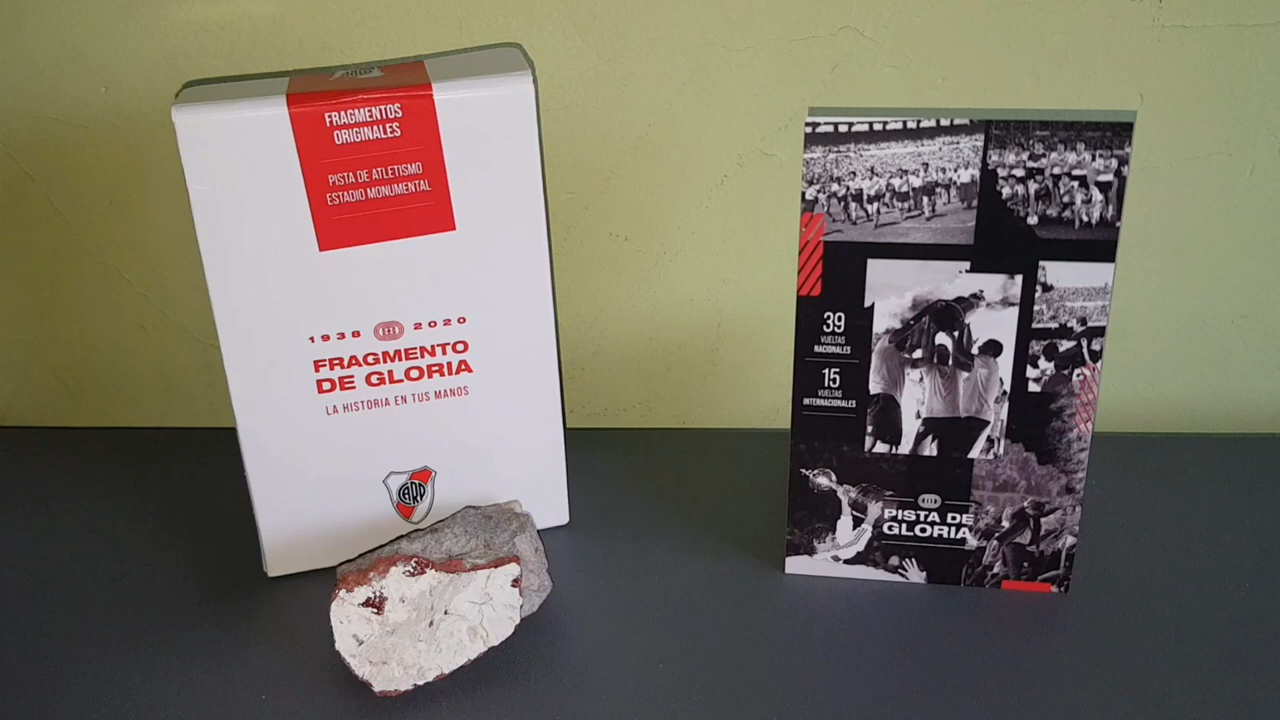 FRAGMENTOS
ORIGINALES
PISTA DE ATLETISMO
ESTADIO MONUMENTAL
1938 2020
FRAGMENTO
DE GLORIA
LA HISTORIA EN TUS MANOS
CARP
39
VUELTAS
NACIONALES
15
VUELTAS
INTERNACIONALES
PISTA DE
GLORIA